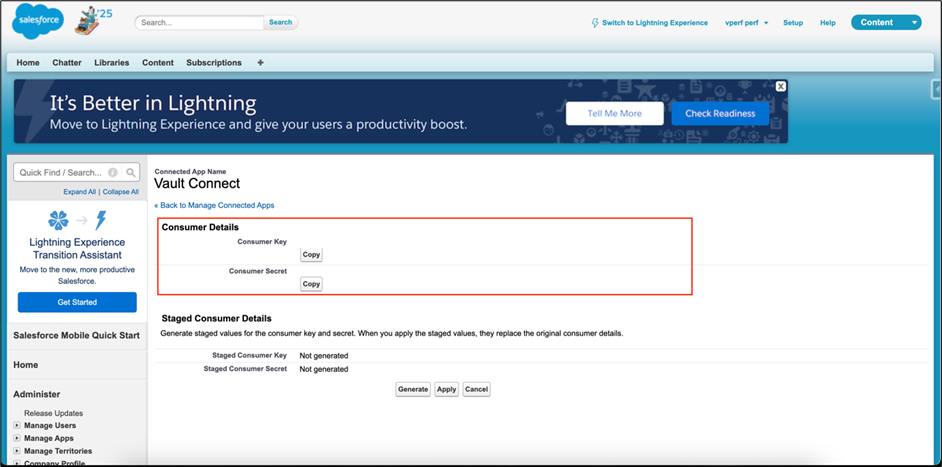 salesforce
'25
Search...
Search
Switch to Lightning Experience
vperf perf
Setup
Help
Content
Home
Chatter
Libraries
Content
Subscriptions
+
It's Better in Lightning
Move to Lightning Experience and give your users a productivity boost.
Tell Me More
Check Readiness
X
Quick Find / Search...
i
Expand All | Collapse All
Lightning Experience
Transition Assistant
Move to the new, more productive
Salesforce.
Get Started
Salesforce Mobile Quick Start
Home
Administer
Release Updates
Manage Users
Manage Apps
Manage Territories
Company Profile
Connected App Name
Vault Connect
« Back to Manage Connected Apps
Consumer Details
Consumer Key
Copy
Consumer Secret
Copy
Staged Consumer Details
Generate staged values for the consumer key and secret. When you apply the staged values, they replace the original consumer details.
Staged Consumer Key Not generated
Staged Consumer Secret Not generated
Generate Apply Cancel